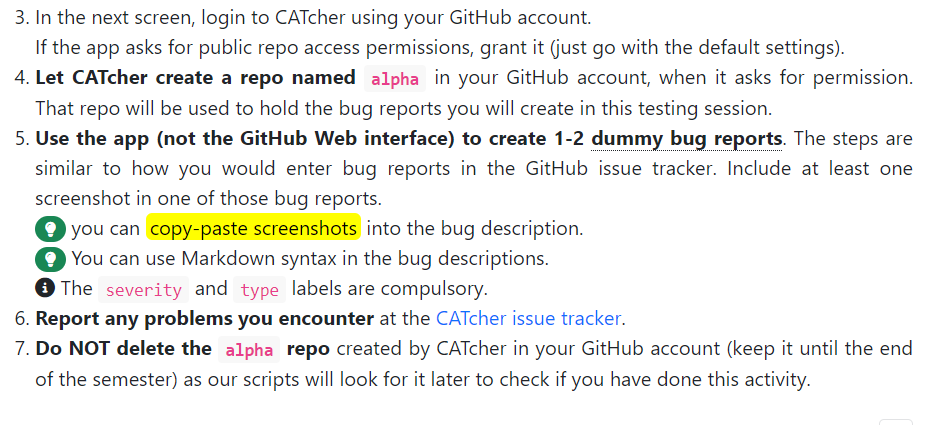 3. In the next screen, login to CATcher using your GitHub account.
If the app asks for public repo access permissions, grant it (just go with the default settings).
4. Let CATcher create a repo named alpha in your GitHub account, when it asks for permission.
That repo will be used to hold the bug reports you will create in this testing session.
5. Use the app (not the GitHub Web interface) to create 1-2 dummy bug reports. The steps are
similar to how you would enter bug reports in the GitHub issue tracker. Include at least one
screenshot in one of those bug reports.
you can copy-paste screenshots into the bug description.
You can use Markdown syntax in the bug descriptions.
The severity and type labels are compulsory.
6. Report any problems you encounter at the CATcher issue tracker.
7. Do NOT delete the alpha repo created by CATcher in your GitHub account (keep it until the end
of the semester) as our scripts will look for it later to check if you have done this activity.